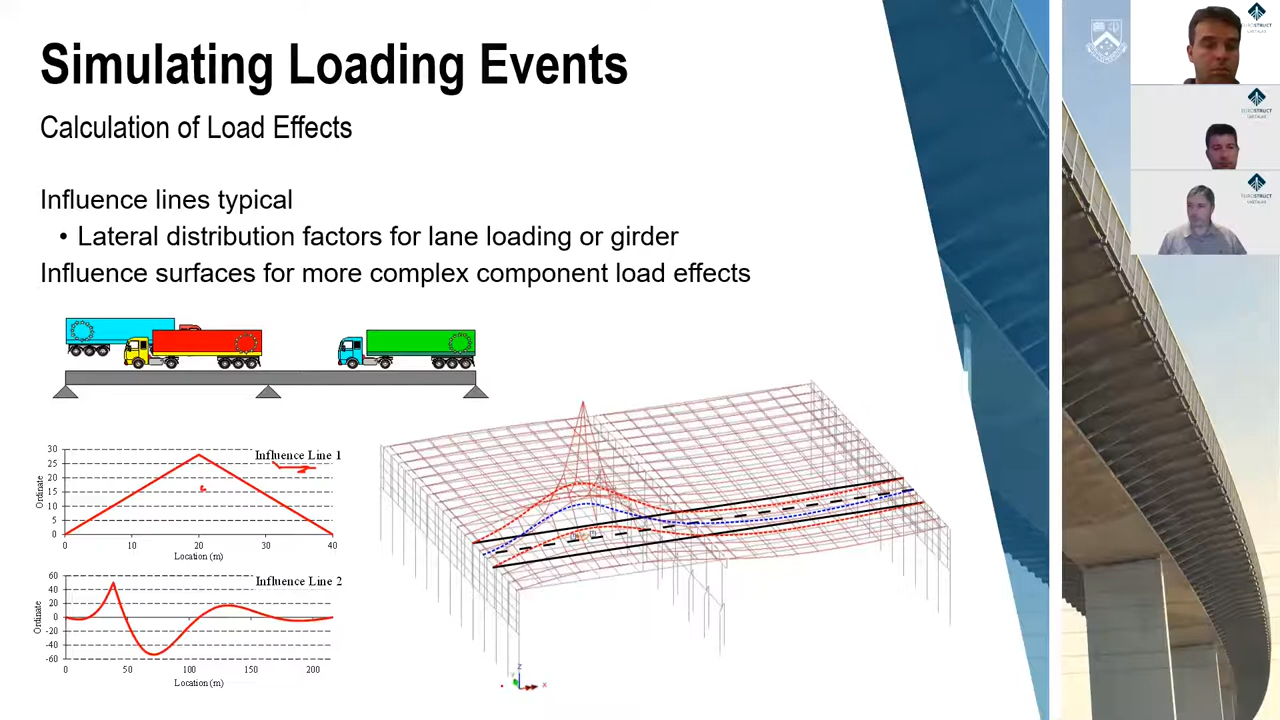 Simulating Loading Events
Calculation of Load Effects
Influence lines typical
• Lateral distribution factors for lane loading or girder
Influence surfaces for more complex component load effects
Influence Line 1
30
25
20
15
10
5
0
Ordinate
0 10 20 30 40
Location (m)
Influence Line 2
60
40
20
0
-20
-40
-60
Ordinate
0 50 100 150 200
Location (m)
Z
Y
X
EUROSTRUCT
EUROSTRUCT